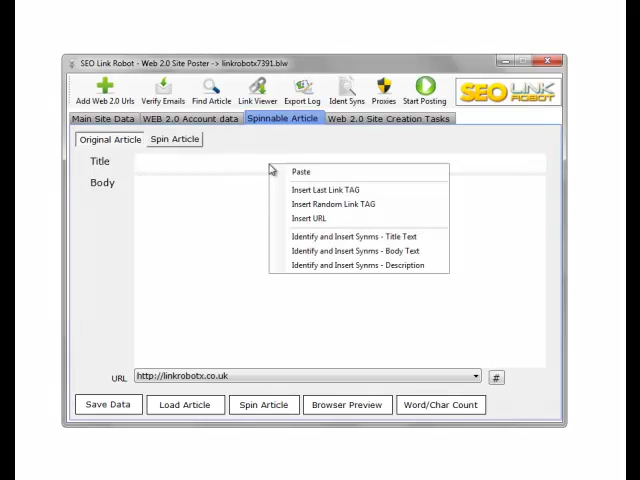 SEO Link Robot - Web 2.0 Site Poster -> linkrobotx7391.blw
Add Web 2.0 Urls Verify Emails Find Article Link Viewer Export Log Ident Syns Proxies Start Posting
SEO LINK ROBOT
Main Site Data WEB 2.0 Account data Spinnable Article Web 2.0 Site Creation Tasks
Original Article Spin Article
Title
Body
Paste
Insert Last Link TAG
Insert Random Link TAG
Insert URL
Identify and Insert Synms - Title Text
Identify and Insert Synms - Body Text
Identify and Insert Synms - Description
URL http://linkrobotx.co.uk #
Save Data Load Article Spin Article Browser Preview Word/Char Count